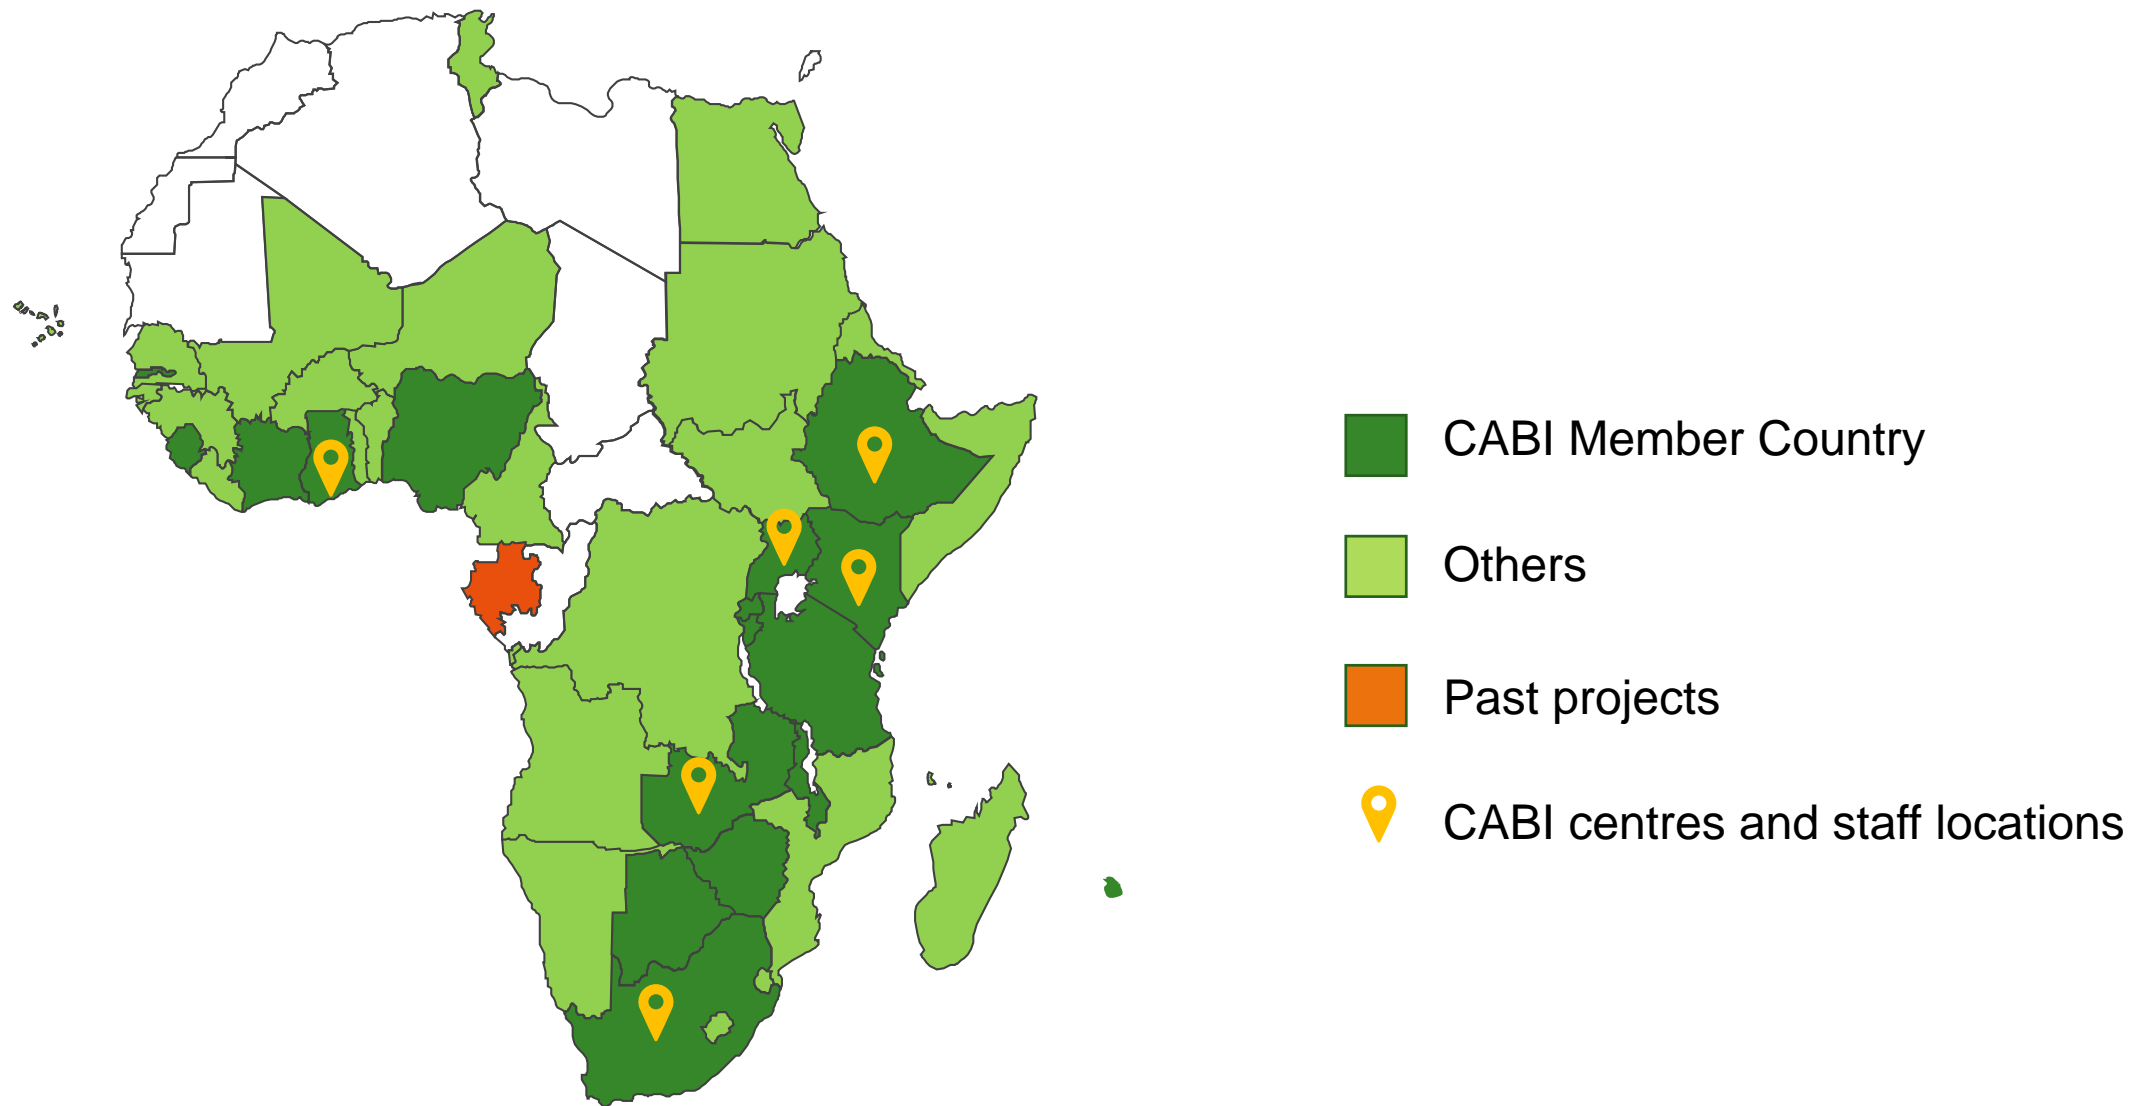 CABI Member Country
Others
Past projects
CABI centres and staff locations